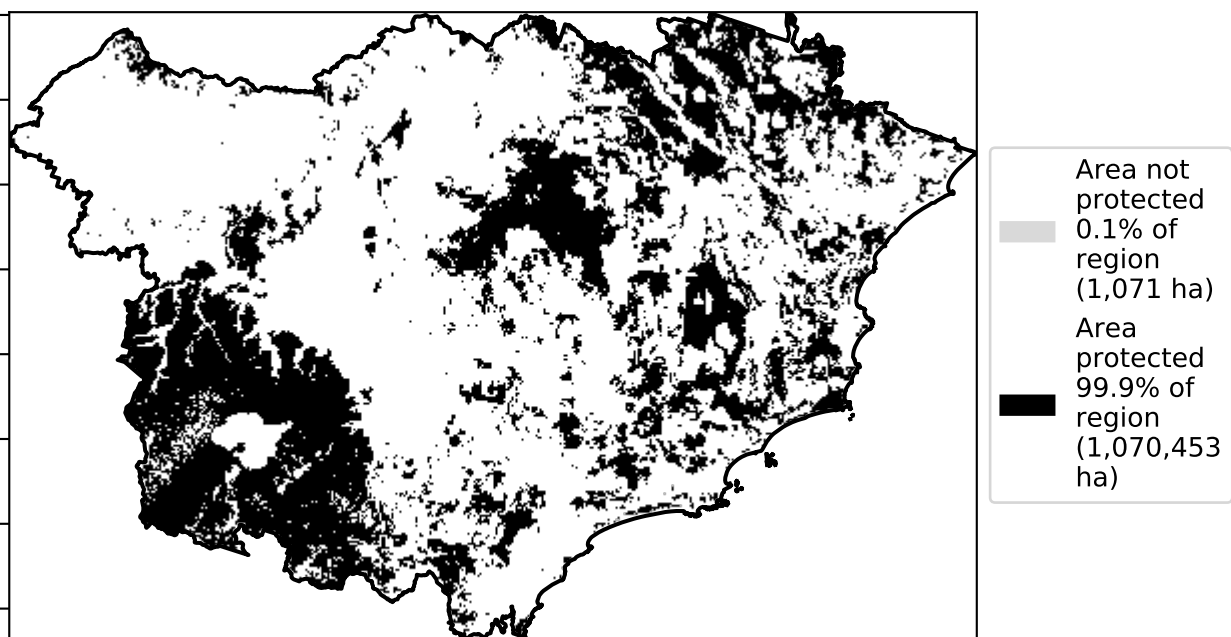 Area not
protected
0.1% of
region
(1,071 ha)
Area
protected
99.9% of
region
(1,070,453
ha)